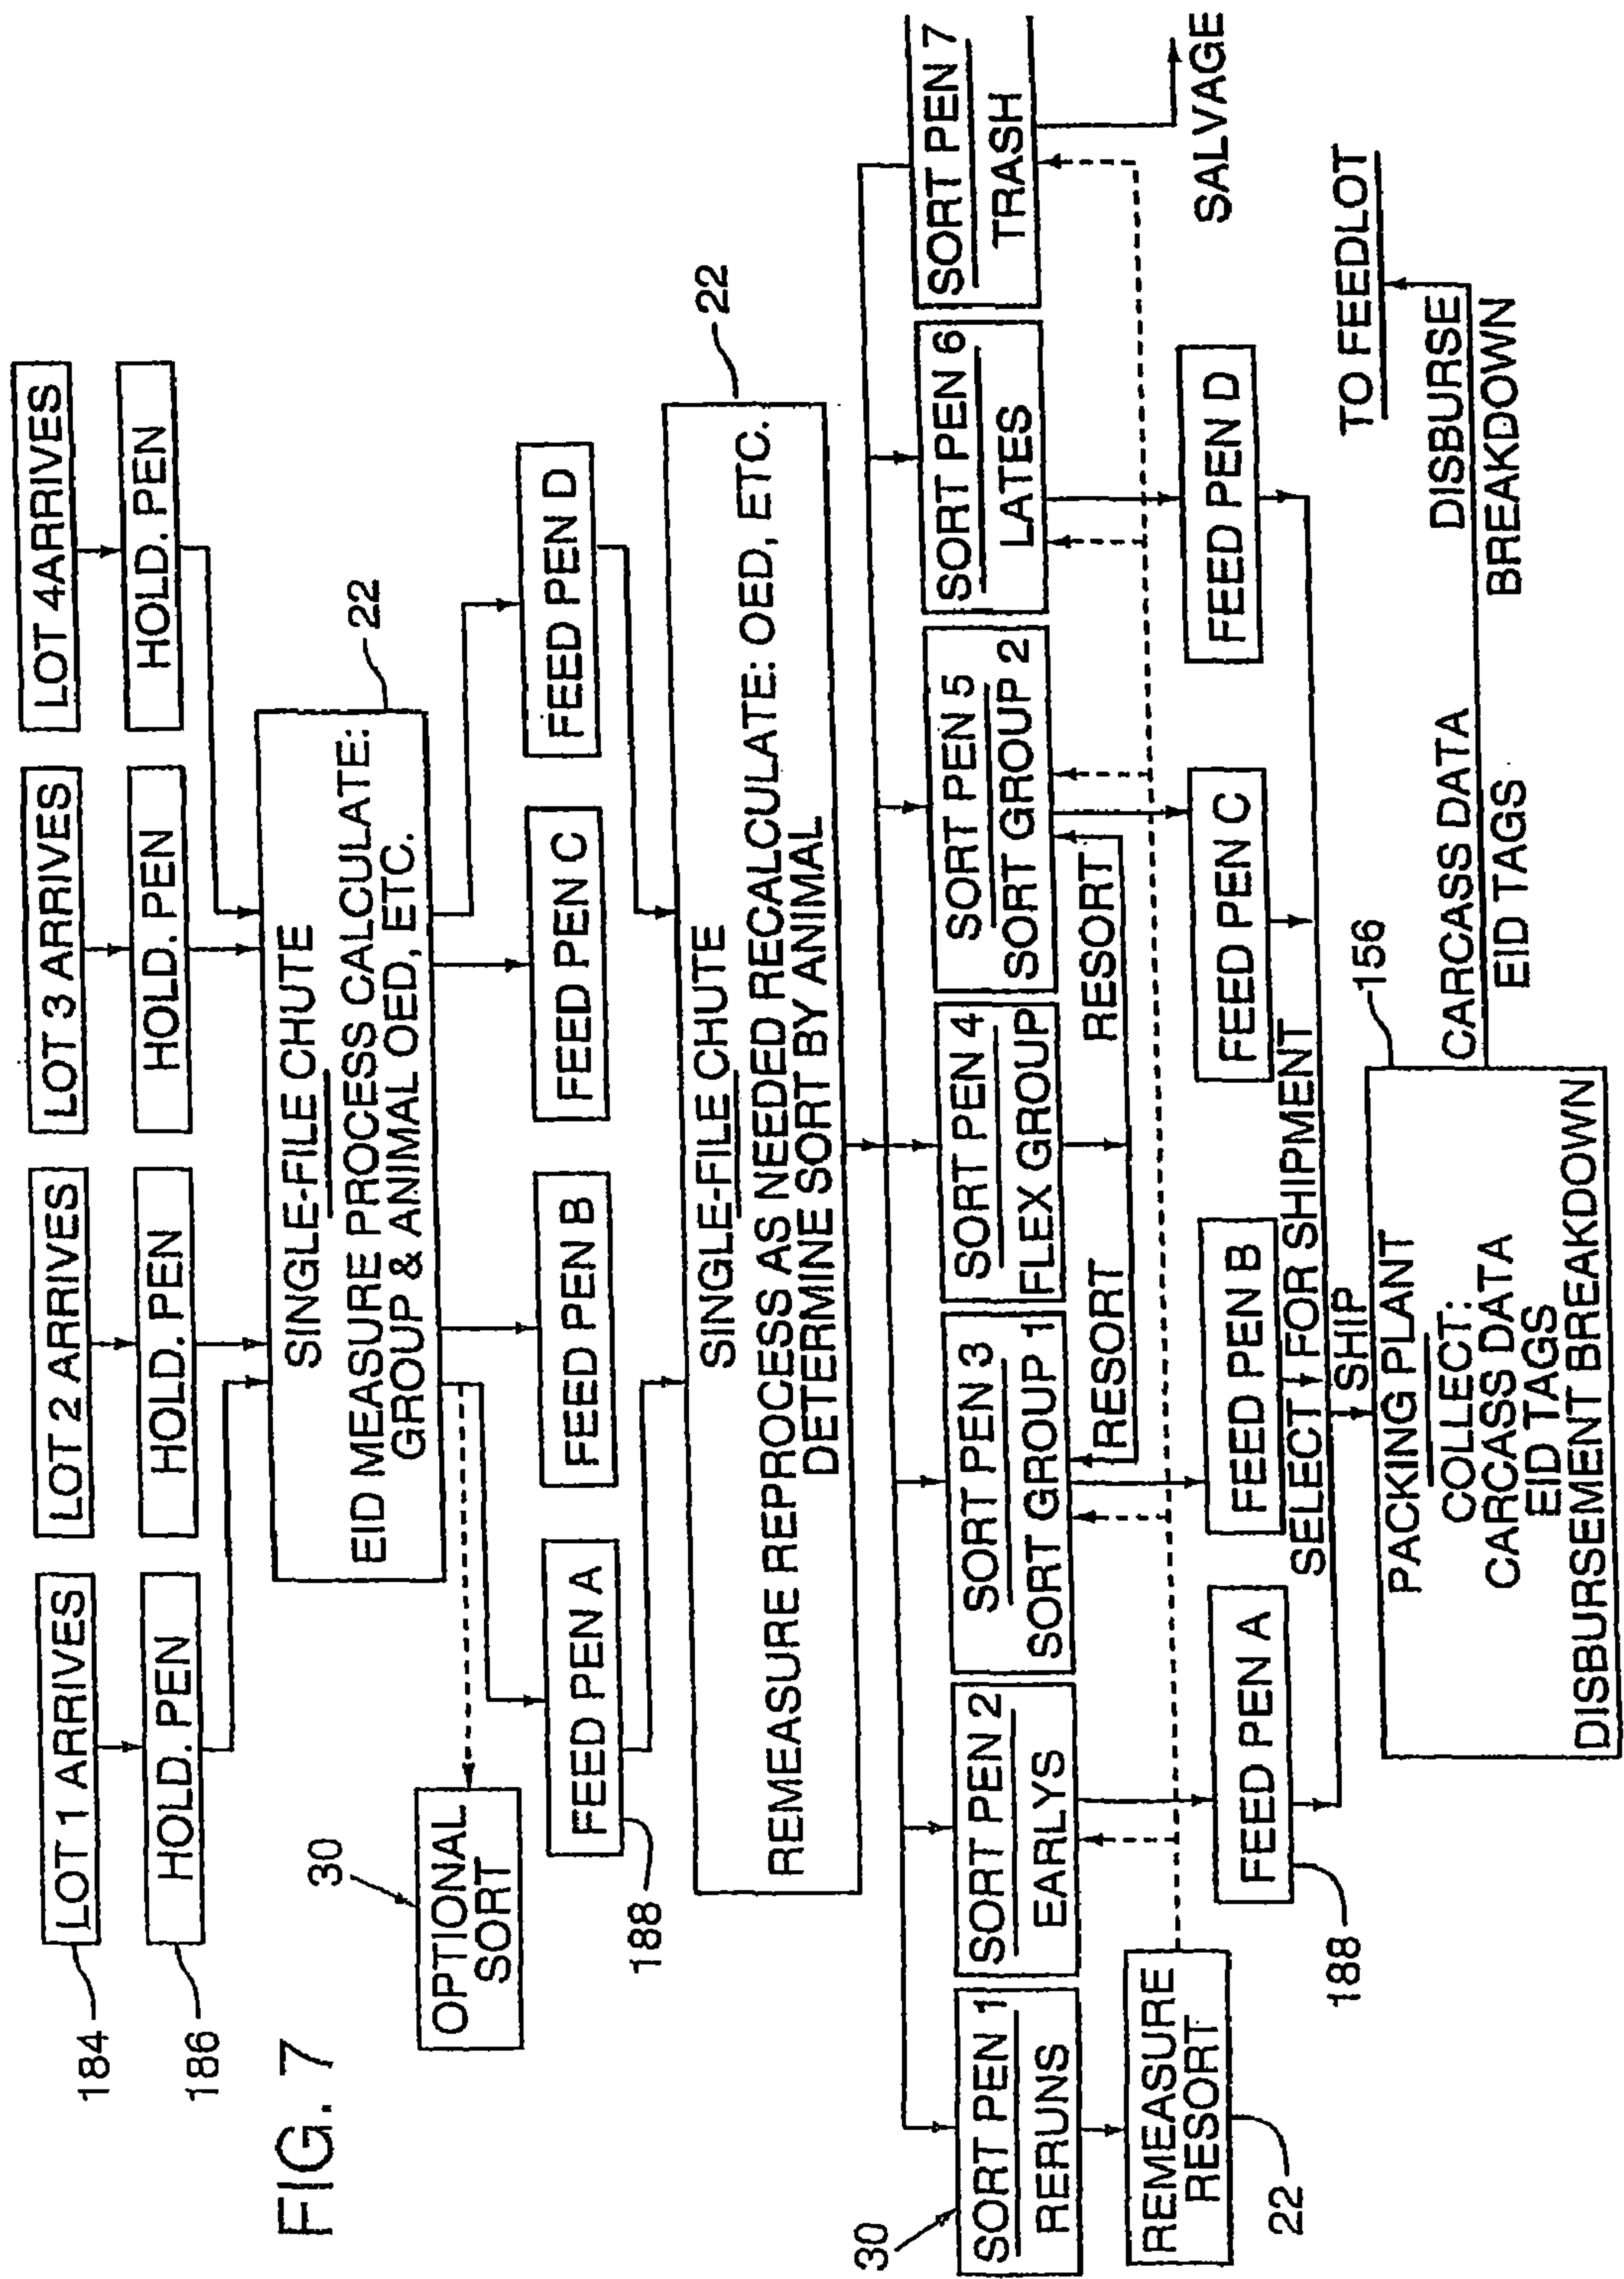 FIG. 7
184
LOT 1 ARRIVES
LOT 2 ARRIVES
LOT 3 ARRIVES
LOT 4ARRIVES
186
HOLD. PEN
HOLD. PEN
HOLD. PEN
HOLD. PEN
SINGLE-FILE CHUTE
EID MEASURE PROCESS CALCULATE:
GROUP & ANIMAL OED, ETC.
22
30
OPTIONAL
SORT
FEED PEN A
FEED PEN B
FEED PEN C
FEED PEN D
188
SINGLE-FILE CHUTE
REMEASURE REPROCESS AS NEEDED RECALCULATE: OED, ETC.
DETERMINE SORT BY ANIMAL
22
30
SORT PEN 1
RERUNS
SORT PEN 2
EARLYS
SORT PEN 3
SORT GROUP 1
SORT PEN 4
FLEX GROUP
SORT PEN 5
SORT GROUP 2
SORT PEN 6
LATES
SORT PEN 7
TRASH
RESORT
RESORT
REMEASURE
RESORT
22
SALVAGE
FEED PEN A
FEED PEN B
FEED PEN C
FEED PEN D
188
SELECT FOR SHIPMENT
SHIP
TO FEEDLOT
PACKING PLANT
COLLECT:
CARCASS DATA
EID TAGS
DISBURSEMENT BREAKDOWN
156
CARCASS DATA
EID TAGS
DISBURSE
BREAKDOWN